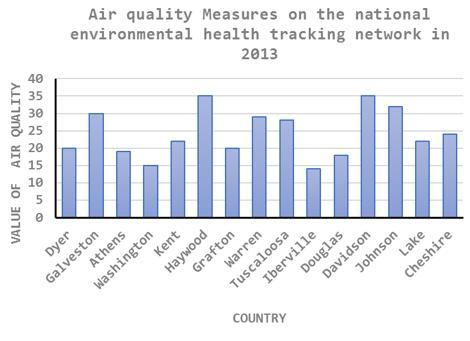 Air quality Measures on the national
environmental health tracking network in
2013
VALUE OF AIR QUALITY
40
35
30
25
20
15
10
5
0
Dyer
Galveston
Athens
Washington
Kent
Haywood
Grafton
Warren
Tuscaloosa
Iberville
Douglas
Davidson
Johnson
Lake
Cheshire
COUNTRY